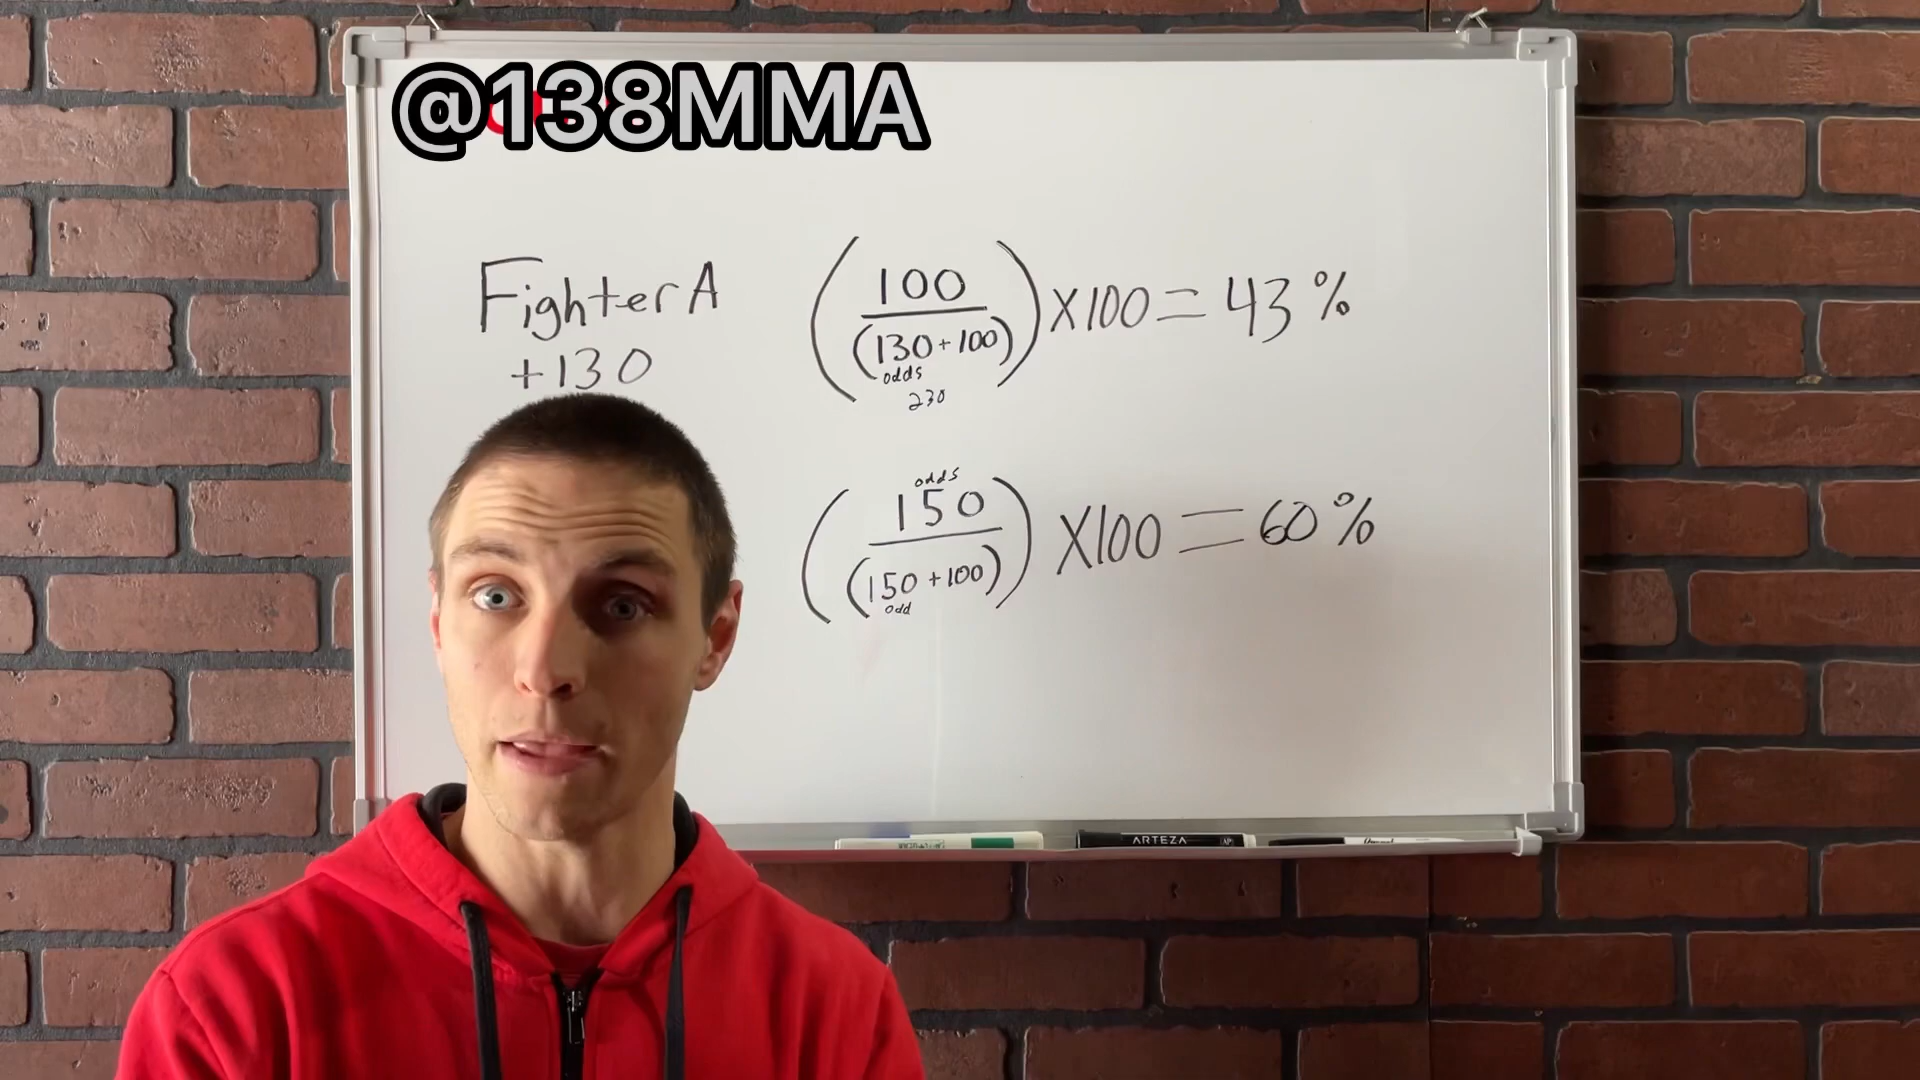 @138MMA
Fighter A
+130
( 100 / (130+100) ) X100 = 43%
odds
230
odds
( 150 / (150+100) ) X100 = 60%
odd
ARTEZA